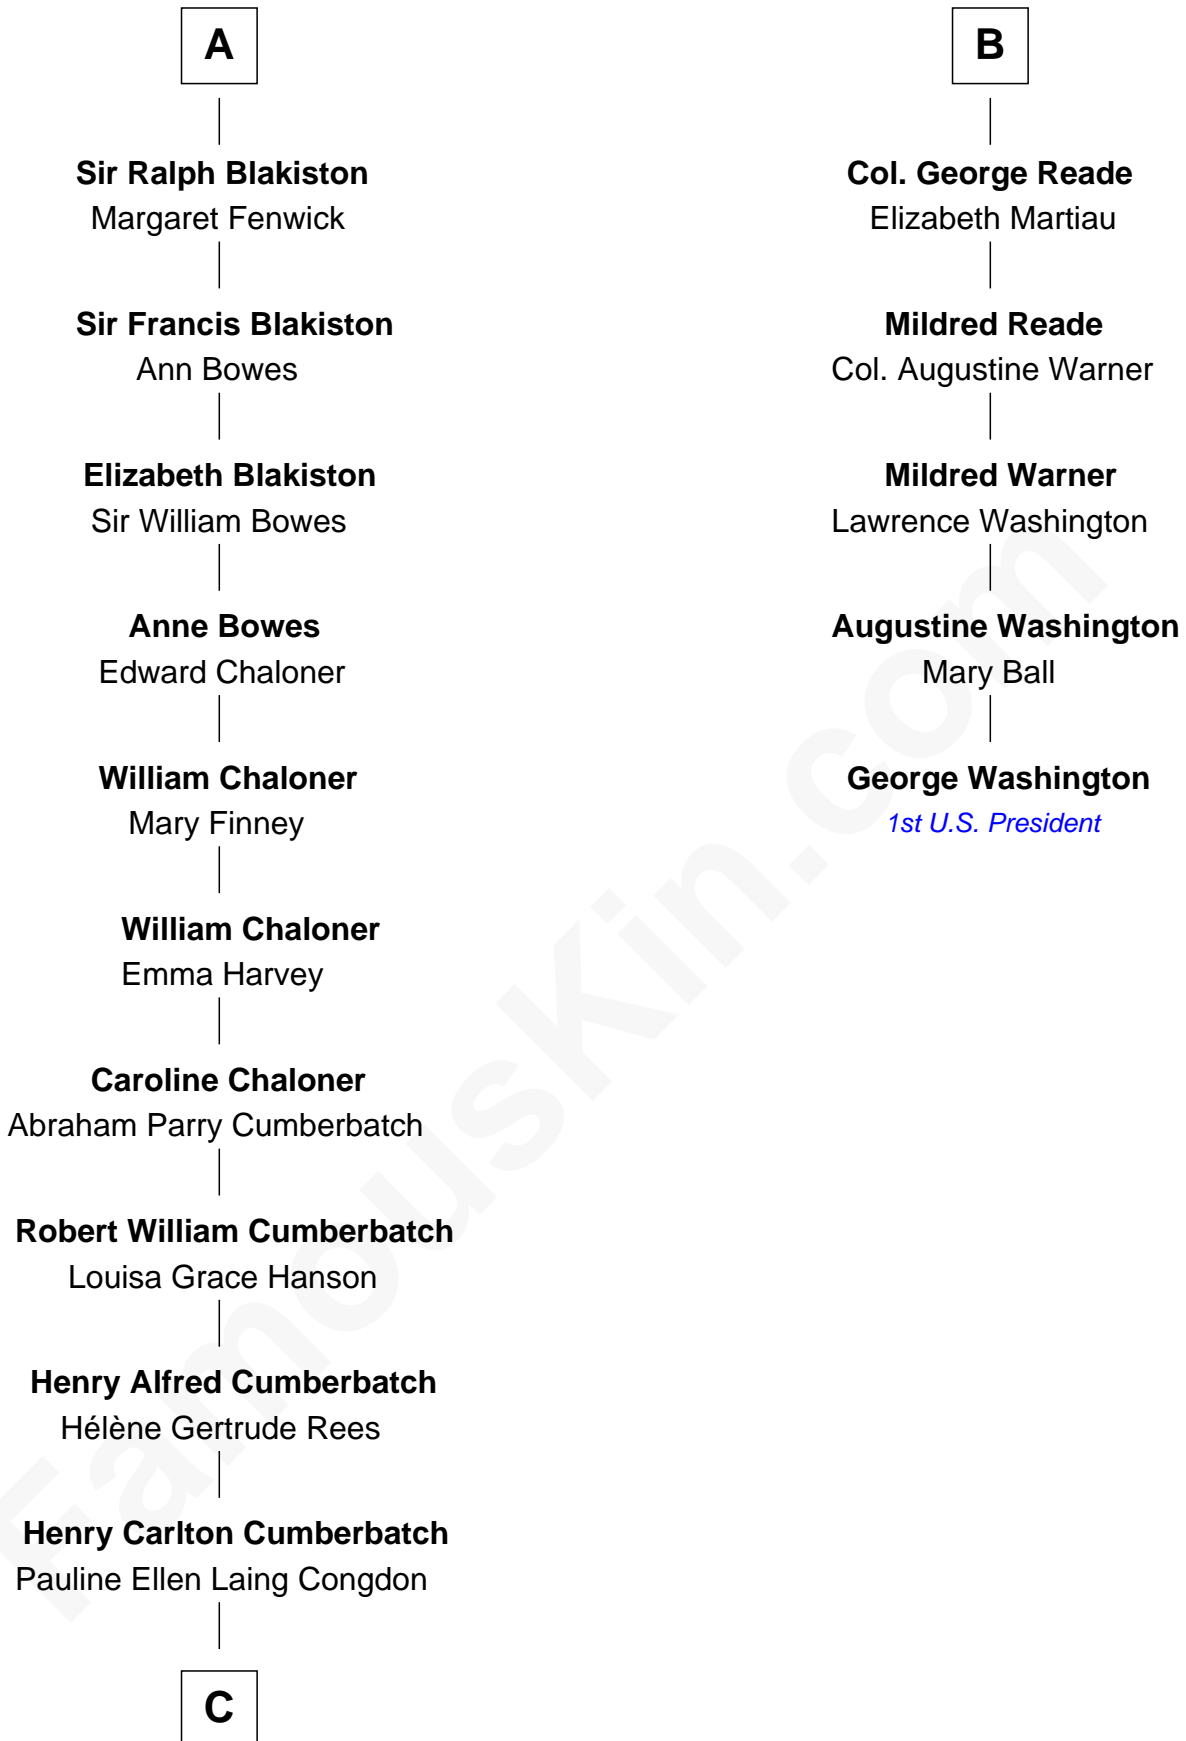 A
Sir Ralph Blakiston
Margaret Fenwick
Sir Francis Blakiston
Ann Bowes
Elizabeth Blakiston
Sir William Bowes
Anne Bowes
Edward Chaloner
William Chaloner
Mary Finney
William Chaloner
Emma Harvey
Caroline Chaloner
Abraham Parry Cumberbatch
Robert William Cumberbatch
Louisa Grace Hanson
Henry Alfred Cumberbatch
Hélène Gertrude Rees
Henry Carlton Cumberbatch
Pauline Ellen Laing Congdon
C
B
Col. George Reade
Elizabeth Martiau
Mildred Reade
Col. Augustine Warner
Mildred Warner
Lawrence Washington
Augustine Washington
Mary Ball
George Washington
1st U.S. President
FamousKin.com